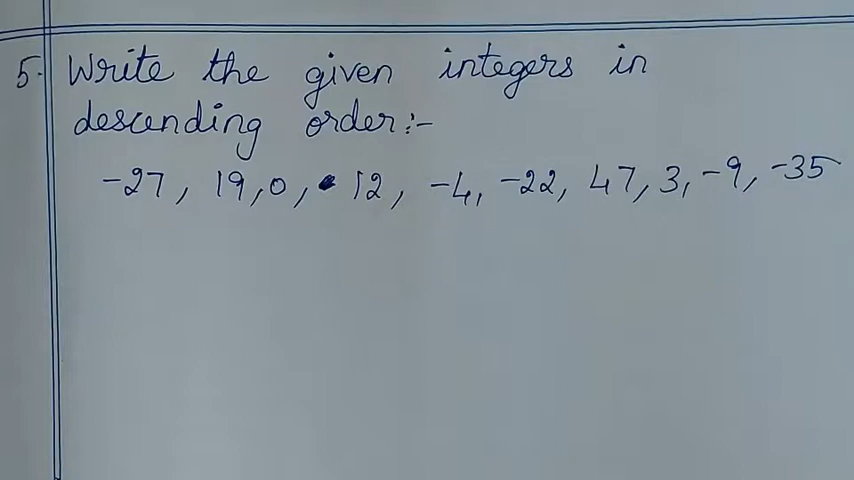 5. Write the given integers in
descending order:-
-27, 19, 0, 12, -4, -22, 47, 3, -9, -35